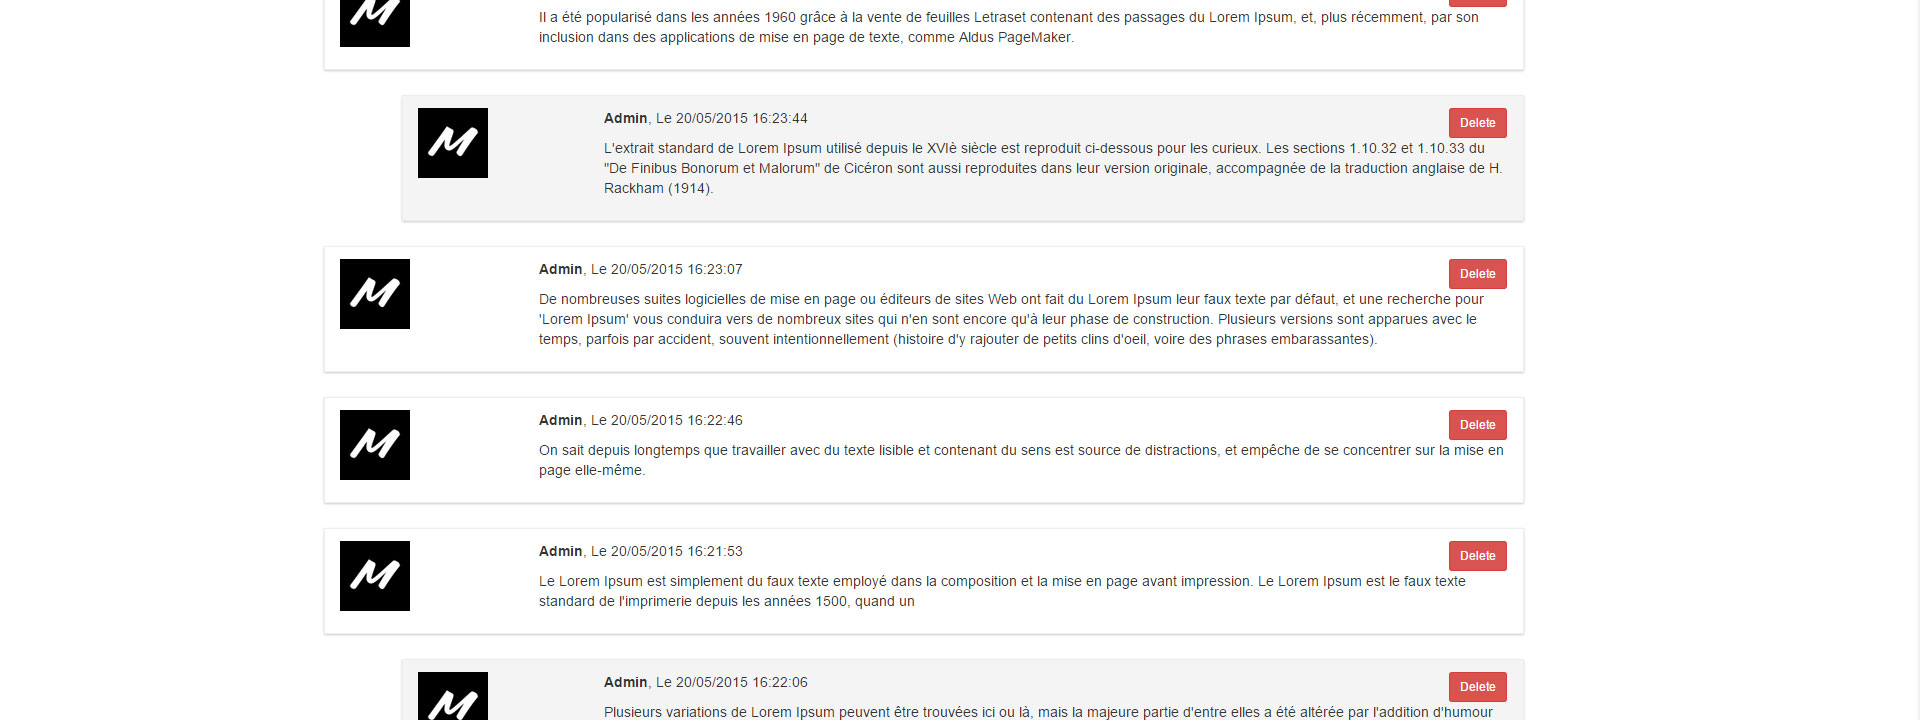 M
Il a été popularisé dans les années 1960 grâce à la vente de feuilles Letraset contenant des passages du Lorem Ipsum, et, plus récemment, par son
inclusion dans des applications de mise en page de texte, comme Aldus PageMaker.
M
Admin, Le 20/05/2015 16:23:44
Delete
L'extrait standard de Lorem Ipsum utilisé depuis le XVIè siècle est reproduit ci-dessous pour les curieux. Les sections 1.10.32 et 1.10.33 du
"De Finibus Bonorum et Malorum" de Cicéron sont aussi reproduites dans leur version originale, accompagnée de la traduction anglaise de H.
Rackham (1914).
M
Admin, Le 20/05/2015 16:23:07
Delete
De nombreuses suites logicielles de mise en page ou éditeurs de sites Web ont fait du Lorem Ipsum leur faux texte par défaut, et une recherche pour
'Lorem Ipsum' vous conduira vers de nombreux sites qui n'en sont encore qu'à leur phase de construction. Plusieurs versions sont apparues avec le
temps, parfois par accident, souvent intentionnellement (histoire d'y rajouter de petits clins d'oeil, voire des phrases embarassantes).
M
Admin, Le 20/05/2015 16:22:46
Delete
On sait depuis longtemps que travailler avec du texte lisible et contenant du sens est source de distractions, et empêche de se concentrer sur la mise en
page elle-même.
M
Admin, Le 20/05/2015 16:21:53
Delete
Le Lorem Ipsum est simplement du faux texte employé dans la composition et la mise en page avant impression. Le Lorem Ipsum est le faux texte
standard de l'imprimerie depuis les années 1500, quand un
M
Admin, Le 20/05/2015 16:22:06
Delete
Plusieurs variations de Lorem Ipsum peuvent être trouvées ici ou là, mais la majeure partie d'entre elles a été altérée par l'addition d'humour